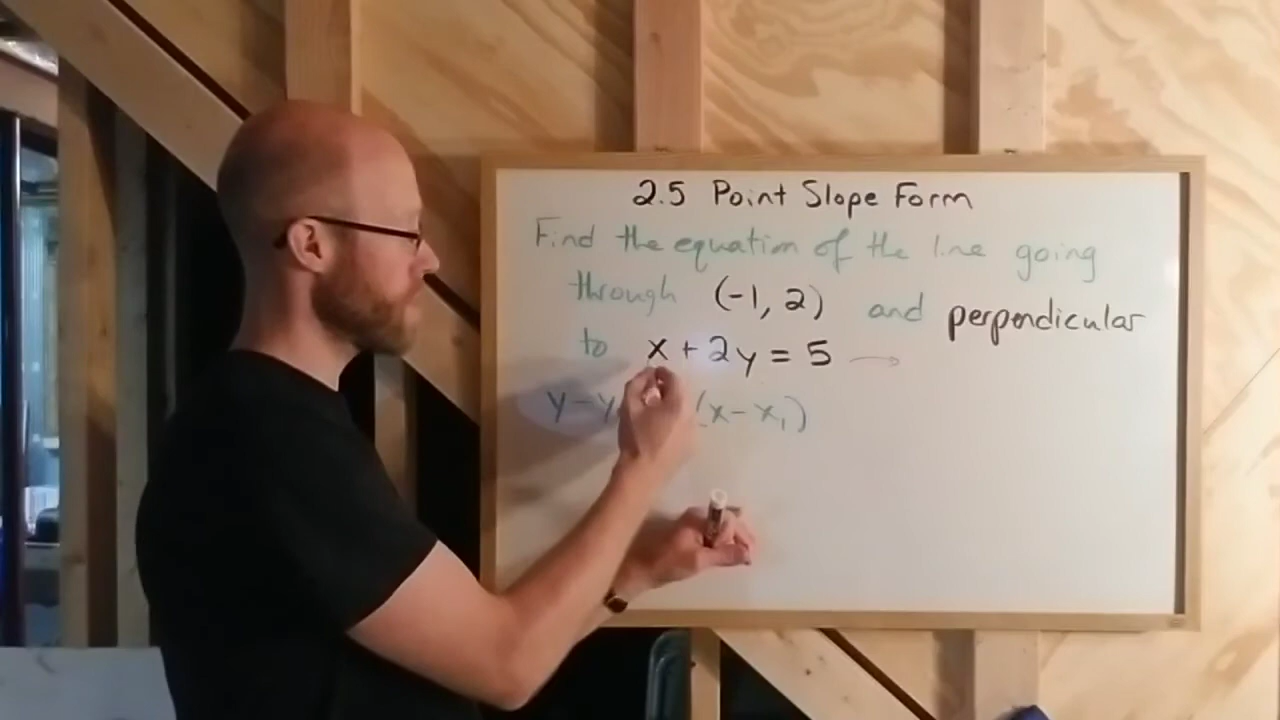 2.5 Point Slope Form
Find the equation of the line going
through (-1, 2) and perpendicular
to x + 2y = 5 →
y - y (x - x₁)